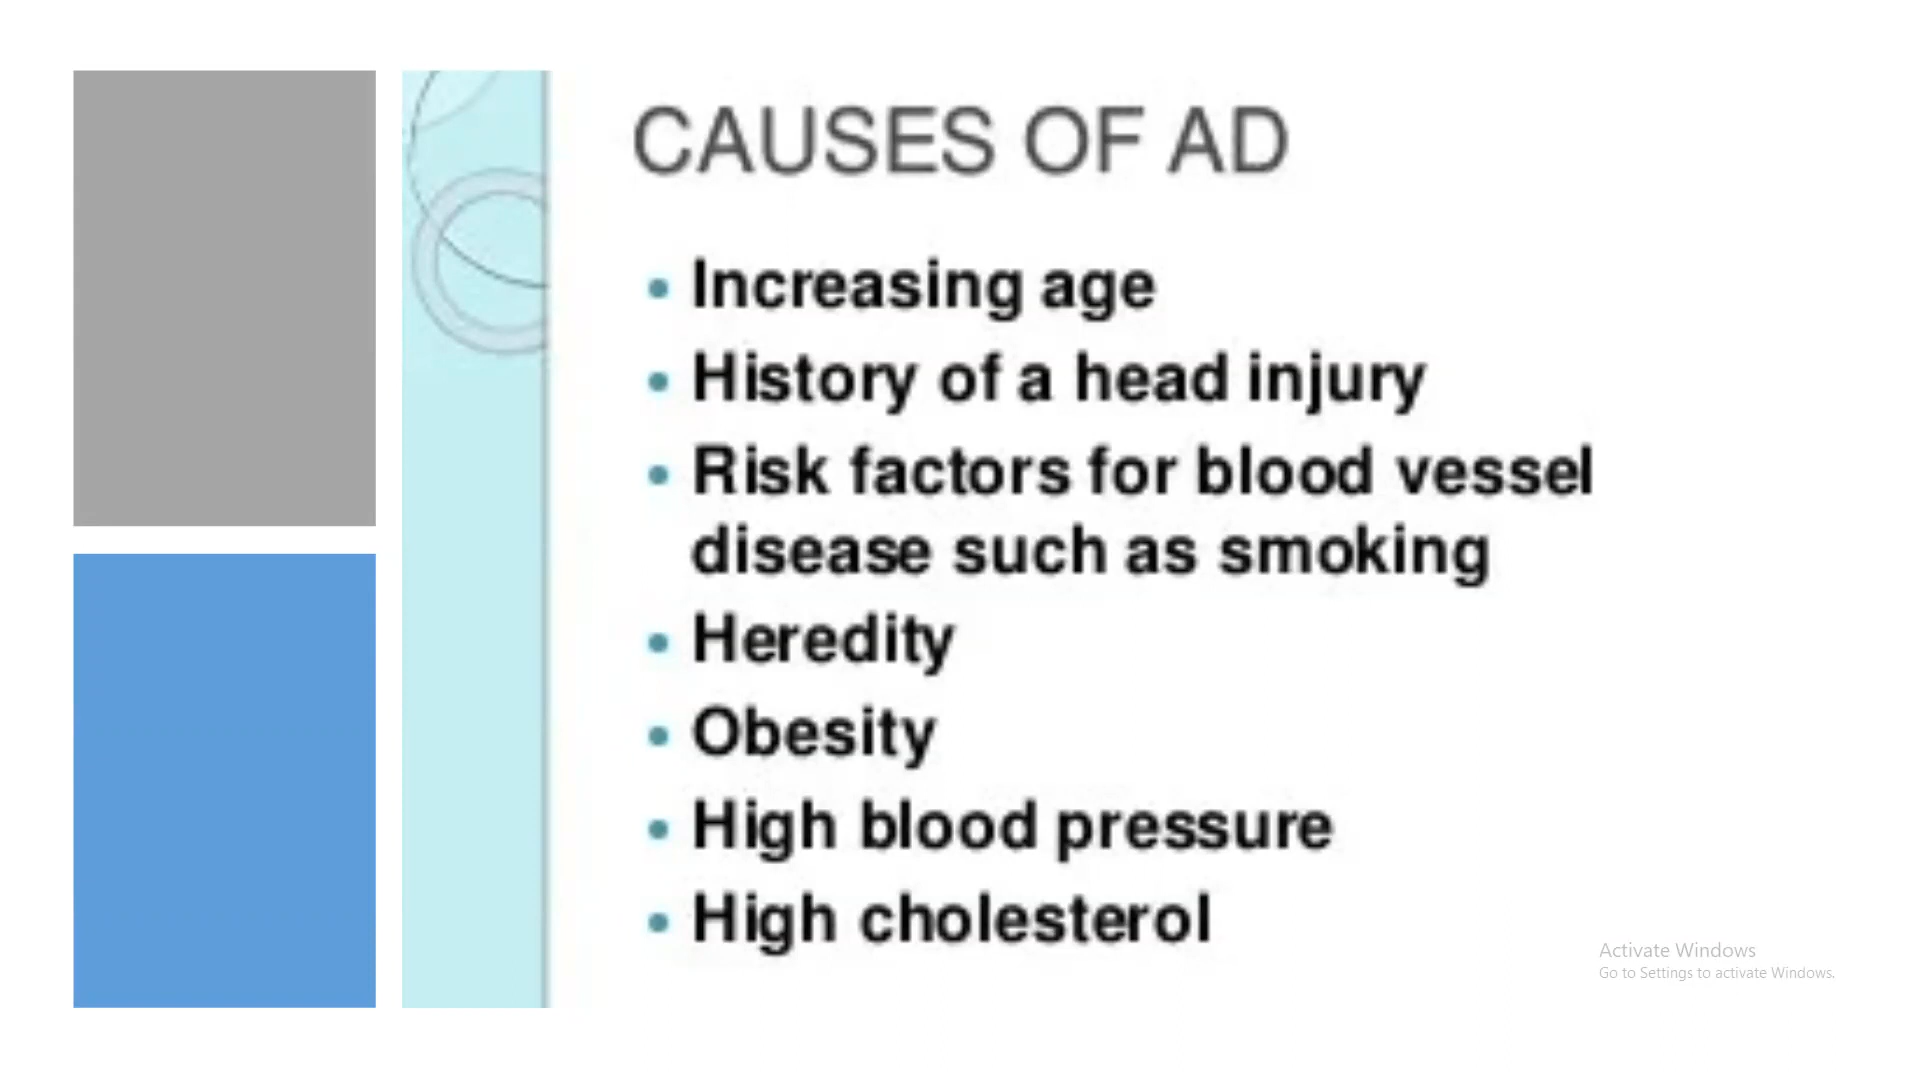 CAUSES OF AD
• Increasing age
• History of a head injury
• Risk factors for blood vessel
disease such as smoking
• Heredity
• Obesity
• High blood pressure
• High cholesterol
Activate Windows
Go to Settings to activate Windows.